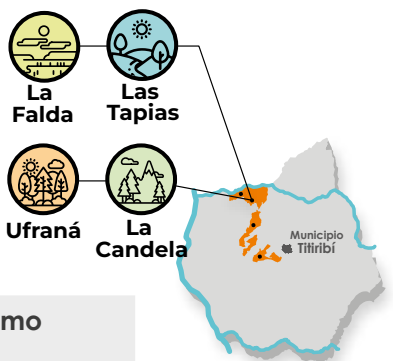 La
Falda
Las
Tapias
Ufraná
La
Candela
Municipio
Titiribí
mo